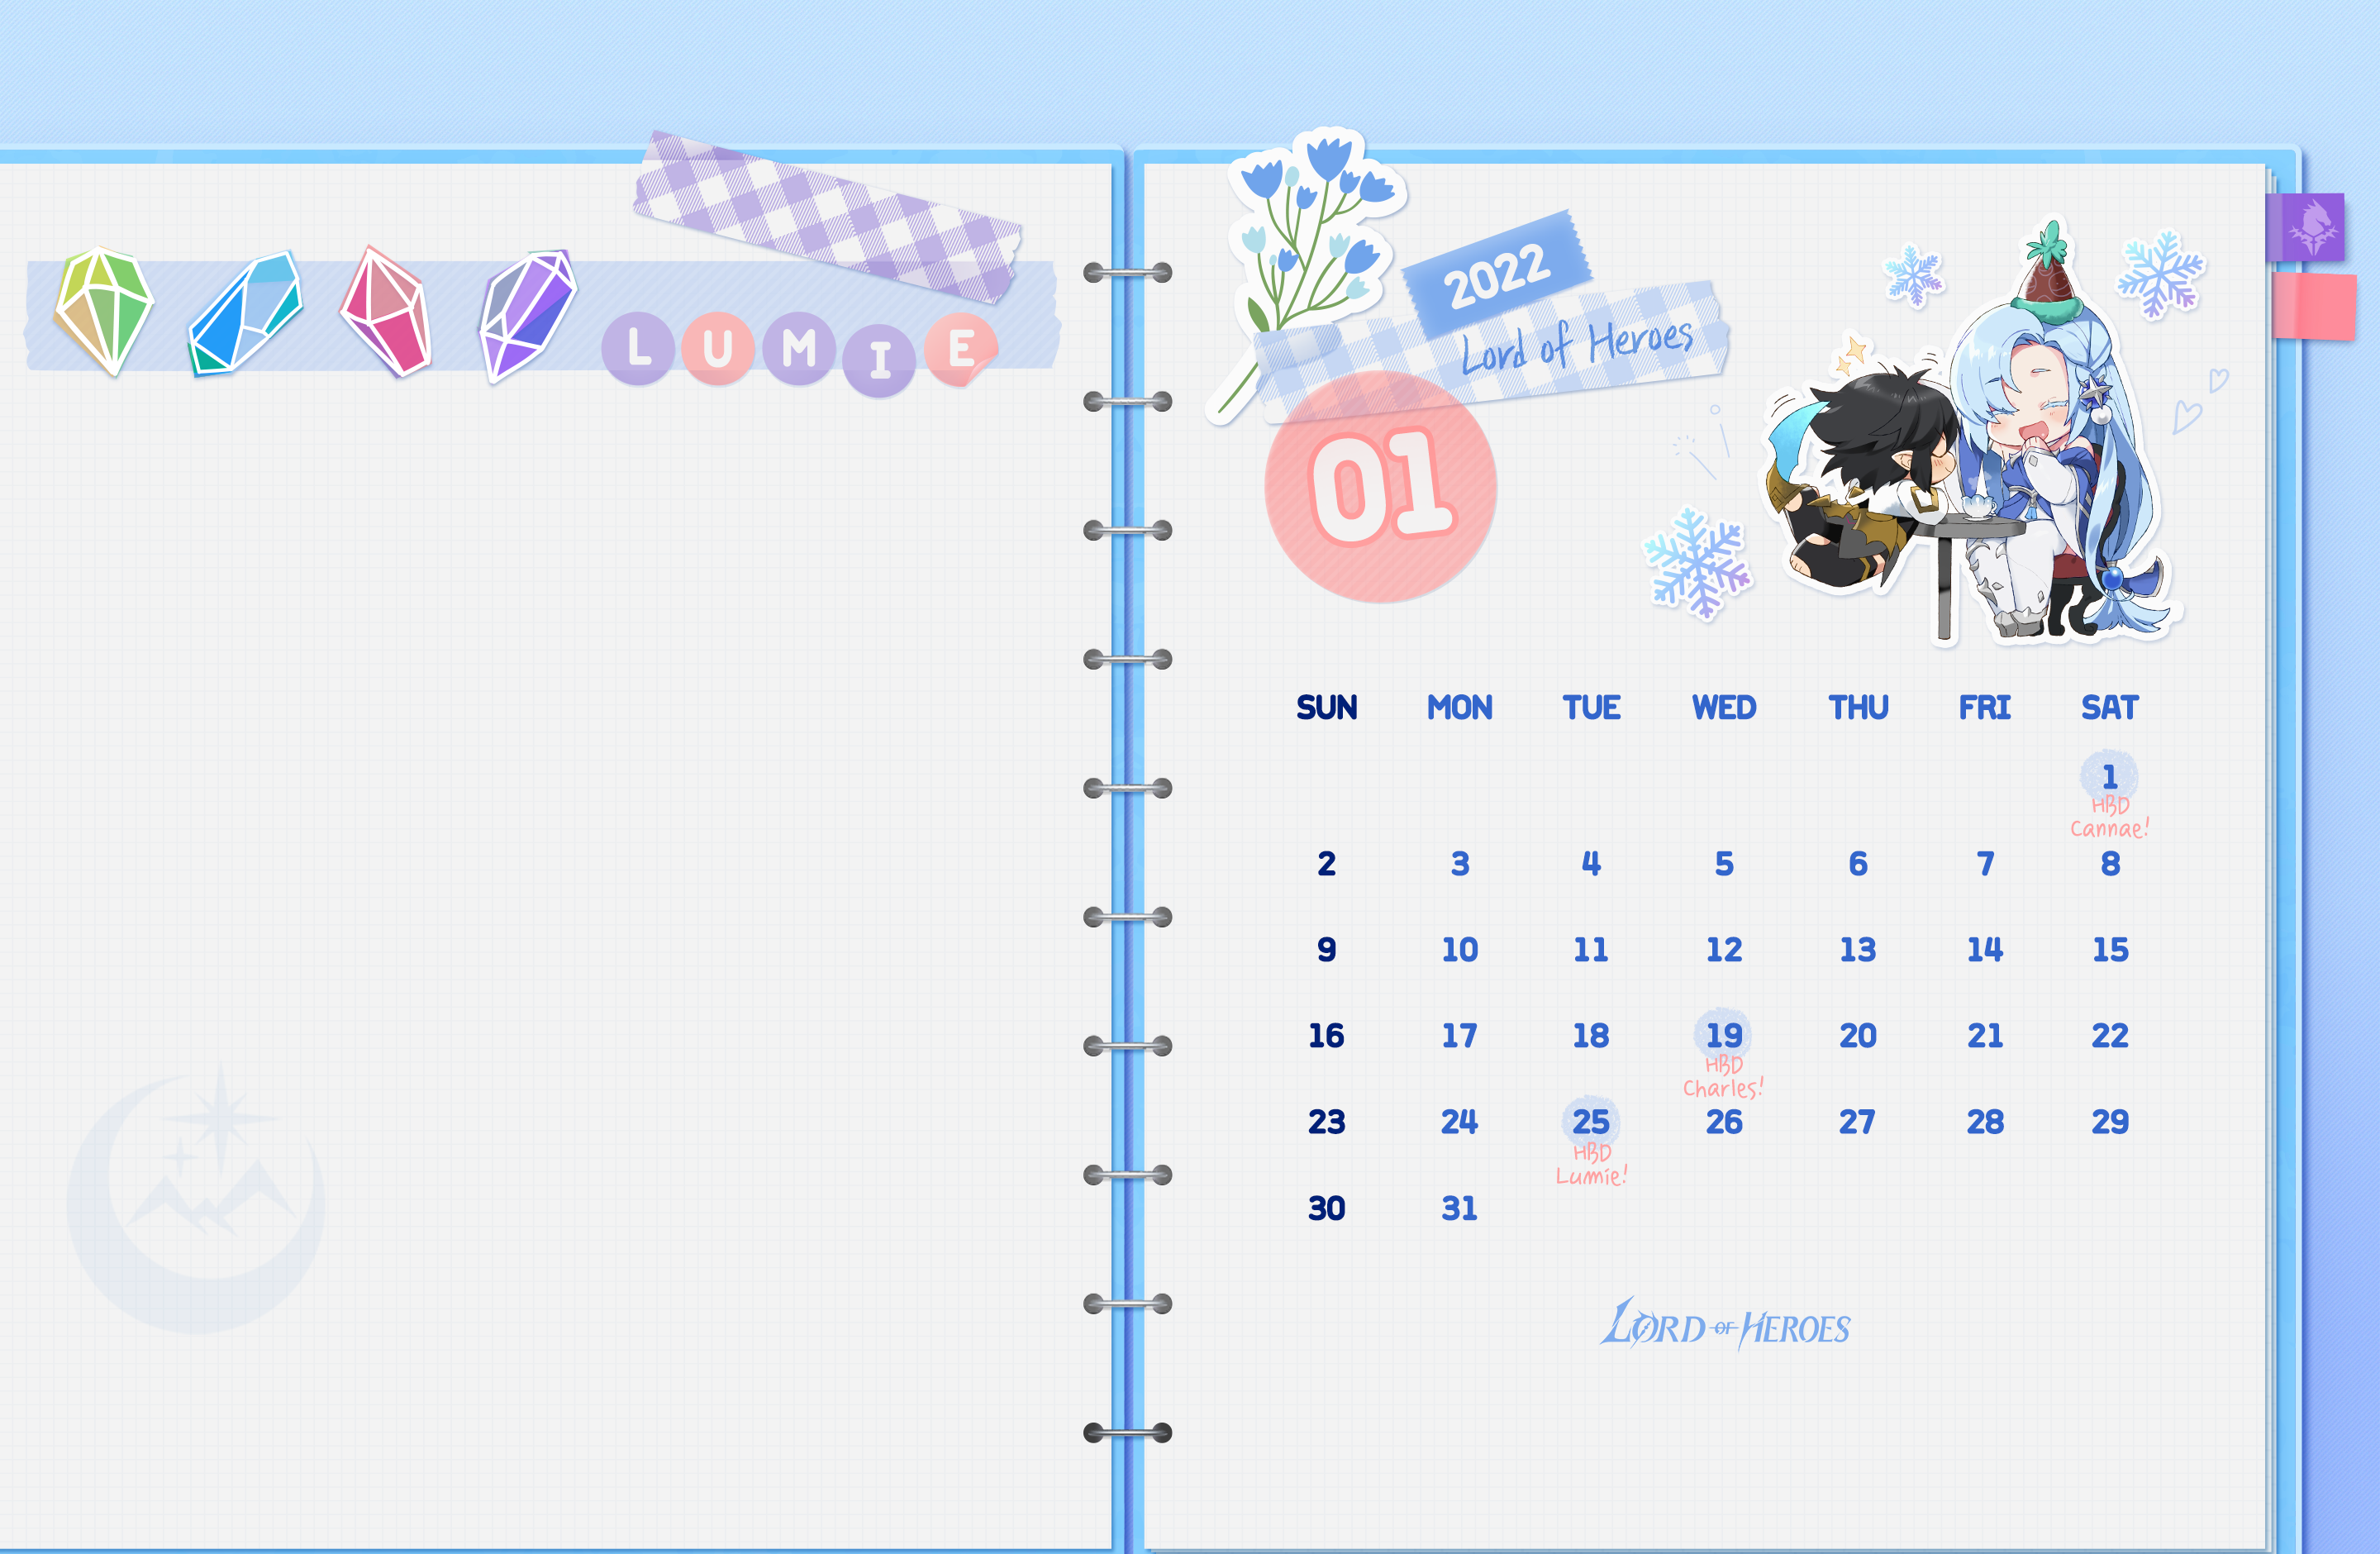 LUMIE
2022
Lord of Heroes
01
SUN MON TUE WED THU FRI SAT
1
HBD
Cannae!
2 3 4 5 6 7 8
9 10 11 12 13 14 15
16 17 18 19 20 21 22
HBD
Charles!
23 24 25 26 27 28 29
HBD
Lumie!
30 31
LORD OF HEROES